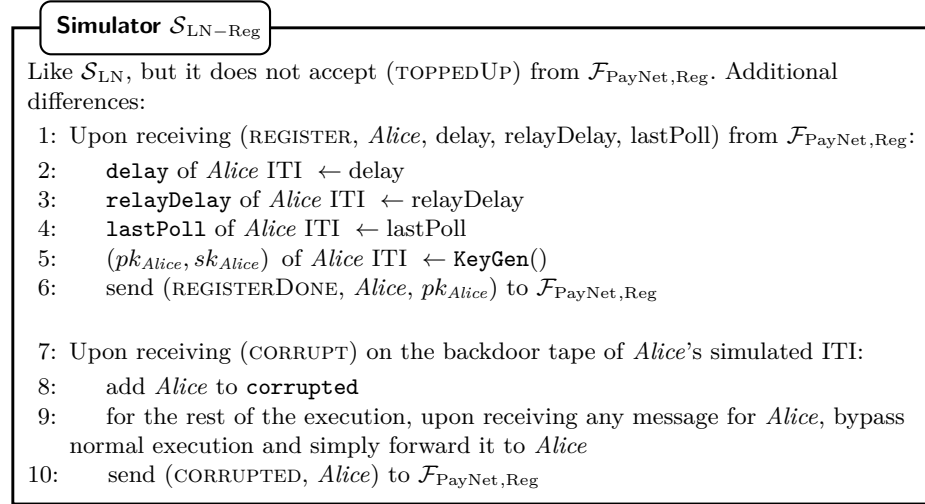 Simulator S_LN−Reg
Like S_LN, but it does not accept (TOPPEDUP) from F_PayNet,Reg. Additional
differences:
1: Upon receiving (REGISTER, Alice, delay, relayDelay, lastPoll) from F_PayNet,Reg:
2: delay of Alice ITI ← delay
3: relayDelay of Alice ITI ← relayDelay
4: lastPoll of Alice ITI ← lastPoll
5: (pk_Alice, sk_Alice) of Alice ITI ← KeyGen()
6: send (REGISTERDONE, Alice, pk_Alice) to F_PayNet,Reg
7: Upon receiving (CORRUPT) on the backdoor tape of Alice's simulated ITI:
8: add Alice to corrupted
9: for the rest of the execution, upon receiving any message for Alice, bypass
normal execution and simply forward it to Alice
10: send (CORRUPTED, Alice) to F_PayNet,Reg